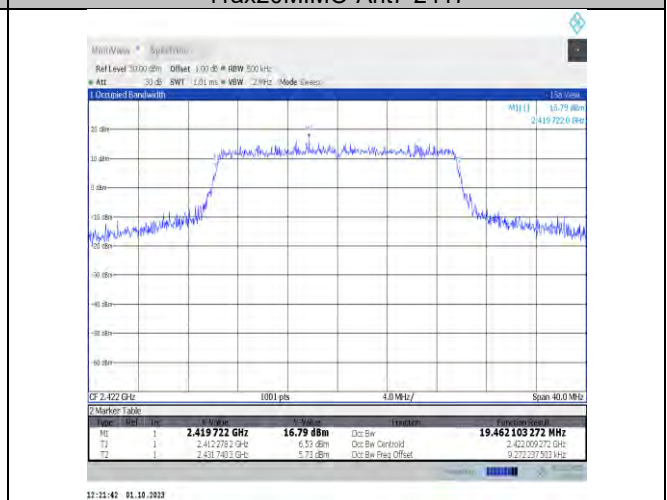 MultiView Spectrum
Ref Level 30.00 dBm Offset 1.00 dB RBW 500 kHz
Att 30 dB SWT 1.01 ms VBW 2 MHz Mode Sweep
1 Occupied Bandwidth
M1[1] 16.79 dBm
2.419 722 0 GHz
20 dBm
10 dBm
0 dBm
-10 dBm
-20 dBm
-30 dBm
-40 dBm
-50 dBm
-60 dBm
CF 2.422 GHz 1001 pts 4.0 MHz/ Span 40.0 MHz
2 Marker Table
Type Ref Trc X-Value Y-Value Function Function Result
M1 1 2.419 722 GHz 16.79 dBm Occ Bw 19.462 103 272 MHz
T1 1 2.412 278 2 GHz 6.53 dBm Occ Bw Centroid 2.422 009 272 GHz
T2 1 2.431 740 3 GHz 5.73 dBm Occ Bw Freq Offset 9.272 237 503 kHz
12:21:42 01.10.2023